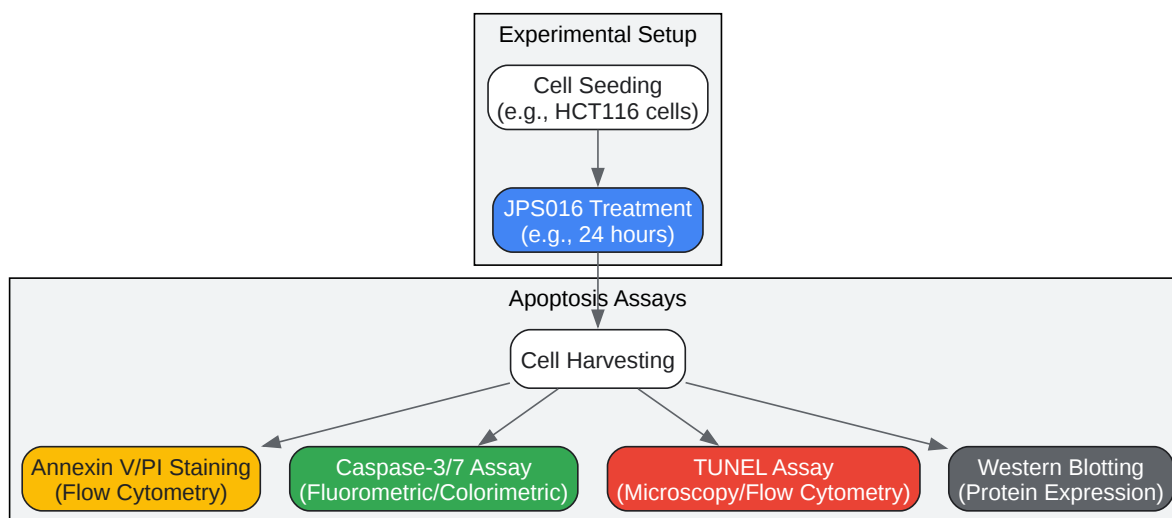 Experimental Setup
Cell Seeding
(e.g., HCT116 cells)
JPS016 Treatment
(e.g., 24 hours)
Apoptosis Assays
Cell Harvesting
Annexin V/PI Staining
(Flow Cytometry)
Caspase-3/7 Assay
(Fluorometric/Colorimetric)
TUNEL Assay
(Microscopy/Flow Cytometry)
Western Blotting
(Protein Expression)